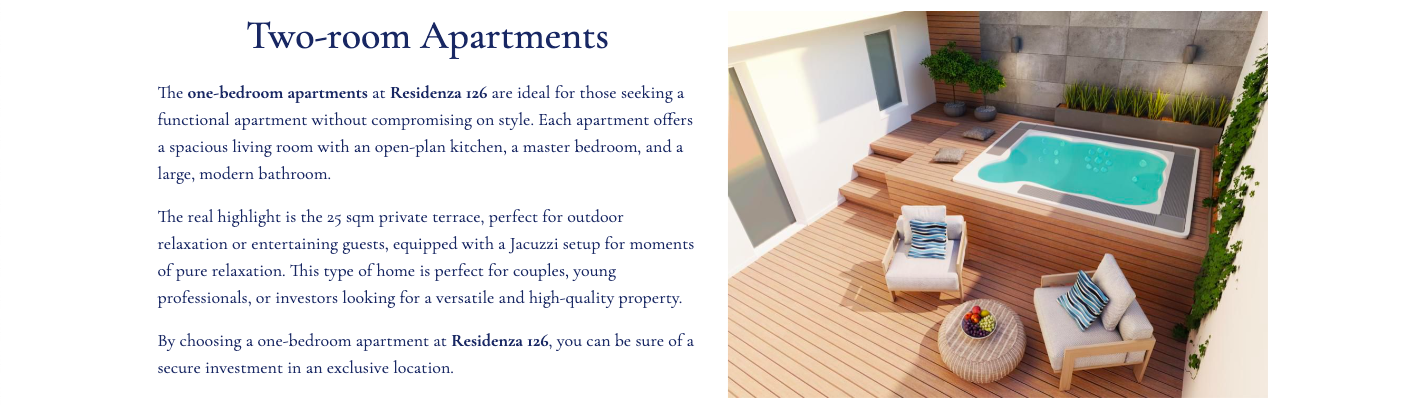 Two-room Apartments
The one-bedroom apartments at Residenza 126 are ideal for those seeking a
functional apartment without compromising on style. Each apartment offers
a spacious living room with an open-plan kitchen, a master bedroom, and a
large, modern bathroom.
The real highlight is the 25 sqm private terrace, perfect for outdoor
relaxation or entertaining guests, equipped with a Jacuzzi setup for moments
of pure relaxation. This type of home is perfect for couples, young
professionals, or investors looking for a versatile and high-quality property.
By choosing a one-bedroom apartment at Residenza 126, you can be sure of a
secure investment in an exclusive location.